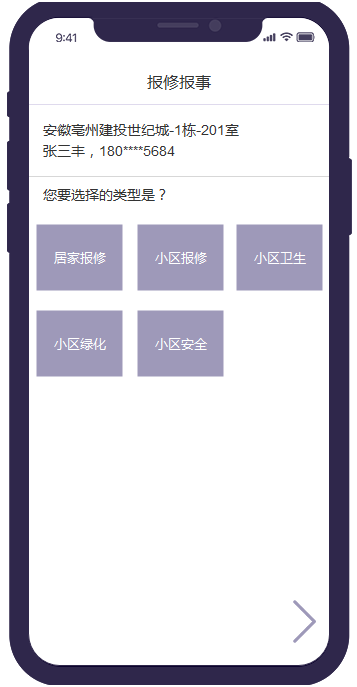 9:41
报修报事
安徽亳州建投世纪城-1栋-201室
张三丰，180****5684
您要选择的类型是？
居家报修 小区报修 小区卫生
小区绿化 小区安全